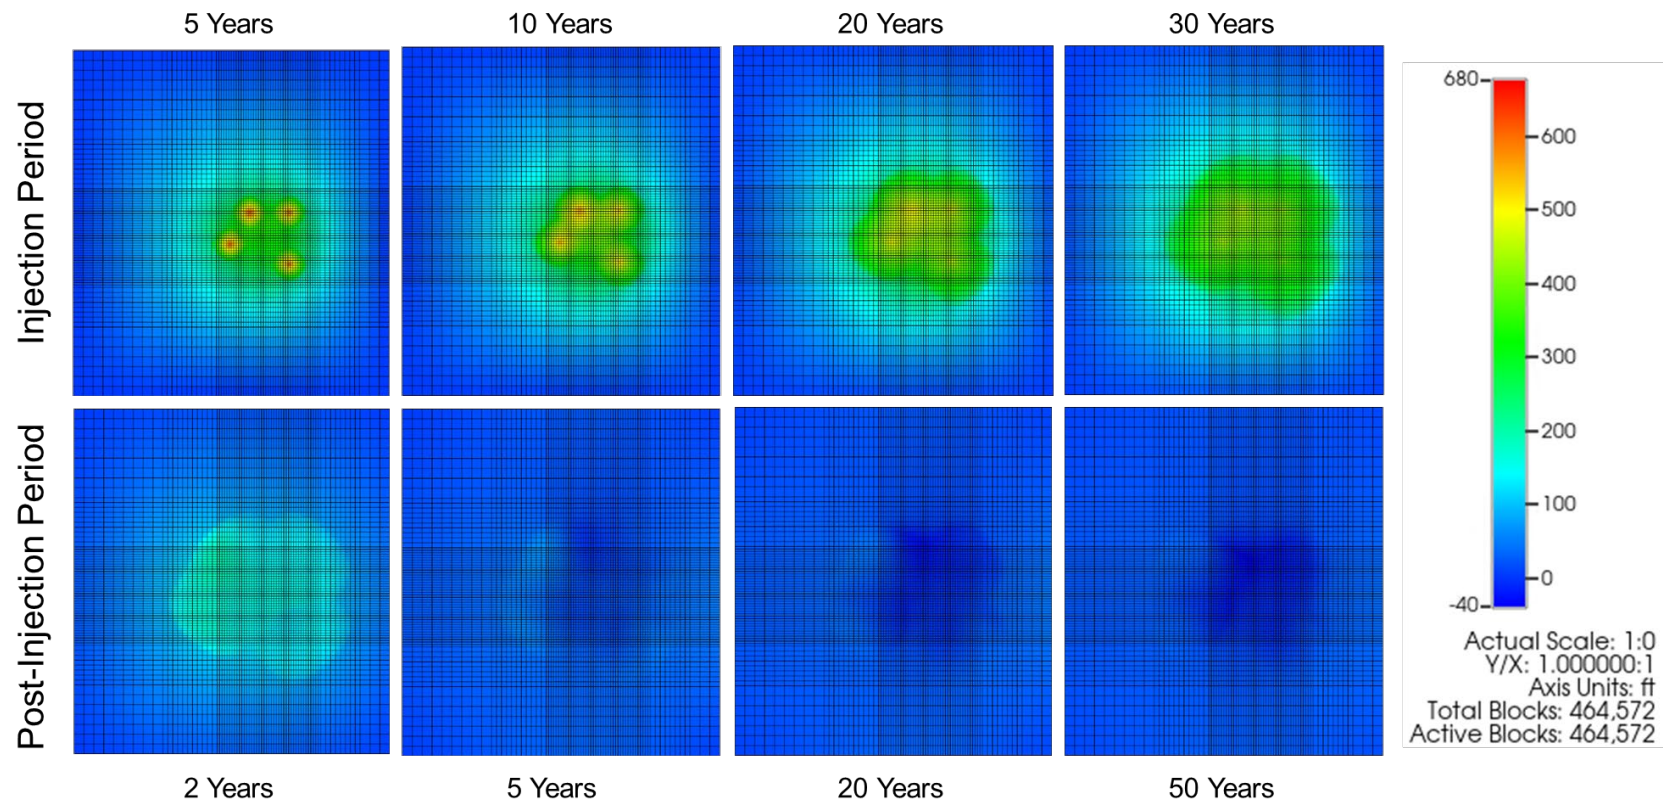 5 Years
10 Years
20 Years
30 Years
Injection Period
680
600
500
400
300
200
100
0
-40
Actual Scale: 1:0
Y/X: 1.000000:1
Axis Units: ft
Total Blocks: 464,572
Active Blocks: 464,572
Post-Injection Period
2 Years
5 Years
20 Years
50 Years